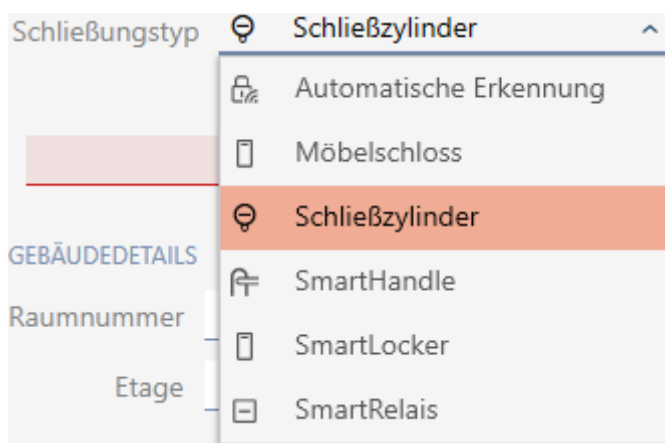 Schließungstyp Schließzylinder
Automatische Erkennung
Möbelschloss
Schließzylinder
GEBÄUDEDETAILS
SmartHandle
Raumnummer
SmartLocker
Etage
SmartRelais